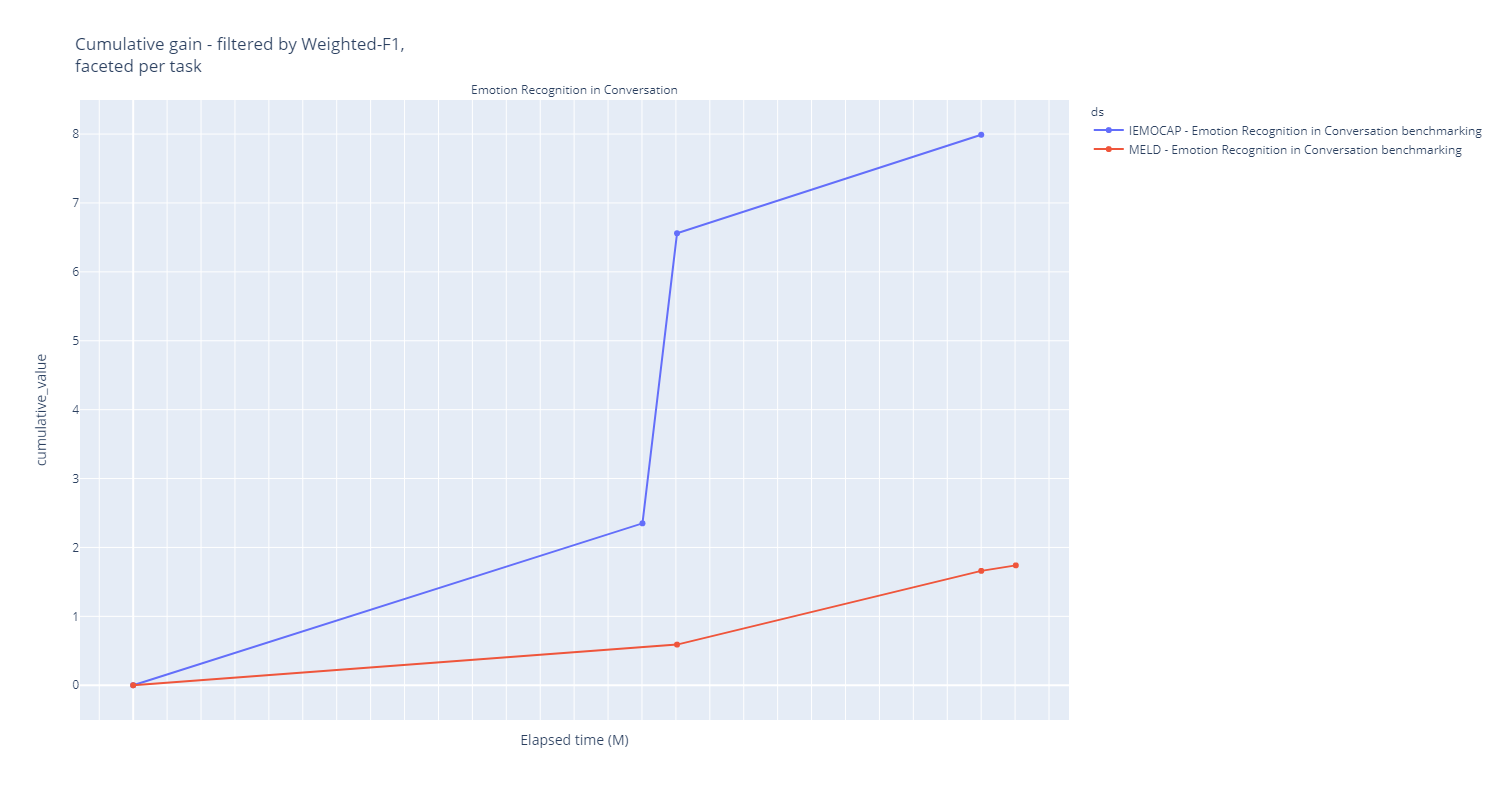 Cumulative gain - filtered by Weighted-F1,
faceted per task
Emotion Recognition in Conversation
ds
IEMOCAP - Emotion Recognition in Conversation benchmarking
MELD - Emotion Recognition in Conversation benchmarking
8
7
6
5
4
3
2
1
0
cumulative_value
Elapsed time (M)